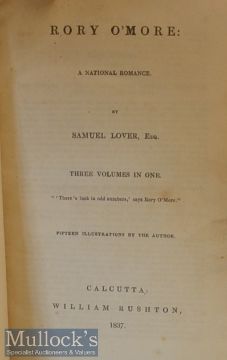 RORY O'MORE:
A NATIONAL ROMANCE.
BY
SAMUEL LOVER, Esq.
THREE VOLUMES IN ONE.
"'There's luck in odd numbers,' says Rory O'More."
FIFTEEN ILLUSTRATIONS BY THE AUTHOR.
CALCUTTA:
WILLIAM RUSHTON,
1837.
Mullock's
Specialist Auctioneers & Valuers